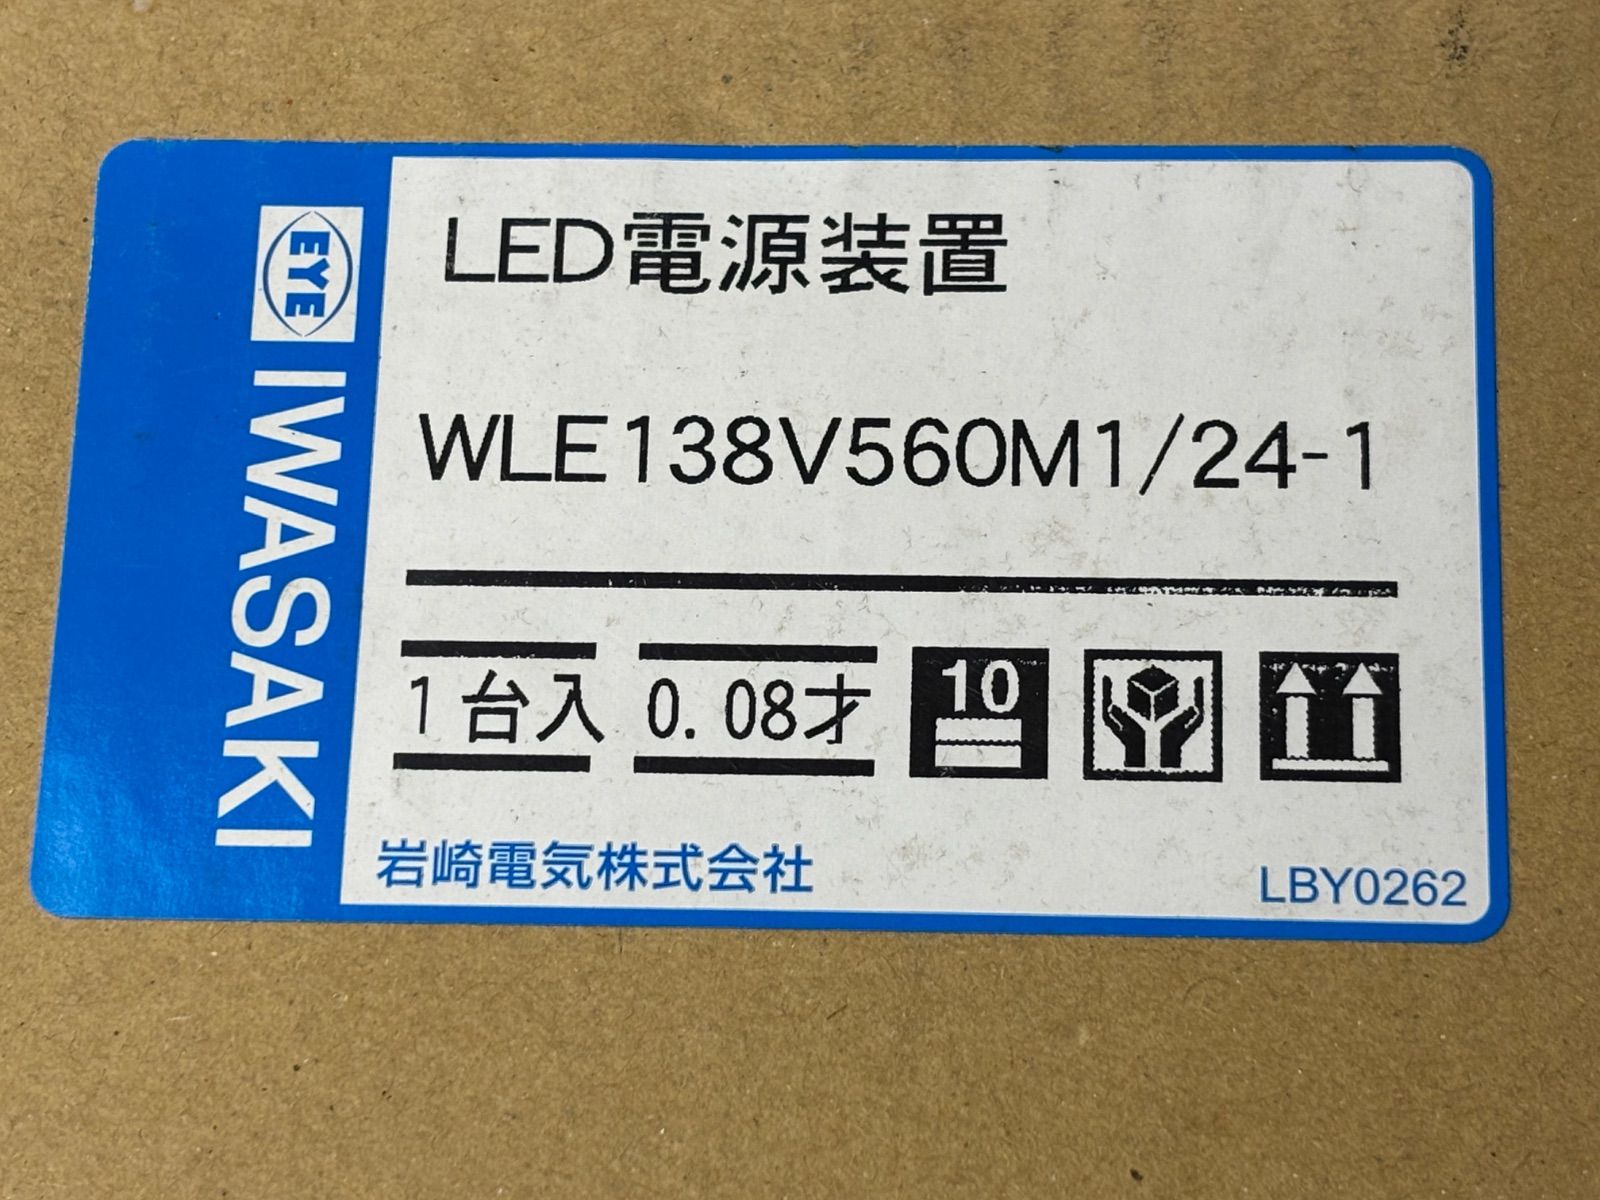 EYE
IWASAKI
LED電源装置
WLE138V560M1/24-1
1台入
0.08才
10
岩崎電気株式会社
LBY0262